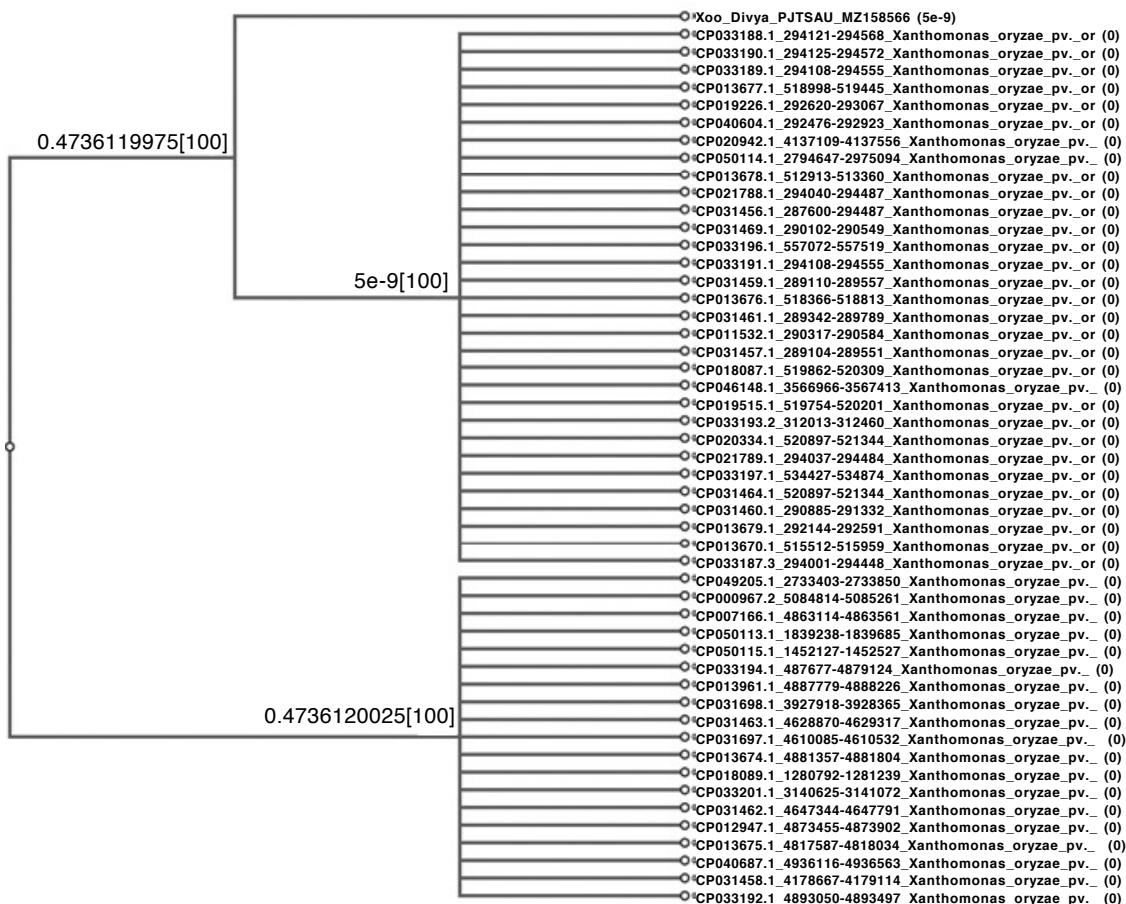 Xoo_Divya_PJTSAU_MZ158566 (5e-9)
CP033188.1_294121-294568_Xanthomonas_oryzae_pv._or (0)
CP033190.1_294125-294572_Xanthomonas_oryzae_pv._or (0)
CP033189.1_294108-294555_Xanthomonas_oryzae_pv._or (0)
CP013677.1_518998-519445_Xanthomonas_oryzae_pv._or (0)
CP019226.1_292620-293067_Xanthomonas_oryzae_pv._or (0)
CP040604.1_292476-292923_Xanthomonas_oryzae_pv._or (0)
0.4736119975[100]
CP020942.1_4137109-4137556_Xanthomonas_oryzae_pv._ (0)
CP050114.1_2794647-2975094_Xanthomonas_oryzae_pv._ (0)
CP013678.1_512913-513360_Xanthomonas_oryzae_pv._or (0)
CP021788.1_294040-294487_Xanthomonas_oryzae_pv._or (0)
CP031456.1_287600-294487_Xanthomonas_oryzae_pv._or (0)
CP031469.1_290102-290549_Xanthomonas_oryzae_pv._or (0)
CP033196.1_557072-557519_Xanthomonas_oryzae_pv._or (0)
CP033191.1_294108-294555_Xanthomonas_oryzae_pv._or (0)
5e-9[100]
CP031459.1_289110-289557_Xanthomonas_oryzae_pv._or (0)
CP013676.1_518366-518813_Xanthomonas_oryzae_pv._or (0)
CP031461.1_289342-289789_Xanthomonas_oryzae_pv._or (0)
CP011532.1_290317-290584_Xanthomonas_oryzae_pv._or (0)
CP031457.1_289104-289551_Xanthomonas_oryzae_pv._or (0)
CP018087.1_519862-520309_Xanthomonas_oryzae_pv._or (0)
CP046148.1_3566966-3567413_Xanthomonas_oryzae_pv._ (0)
CP019515.1_519754-520201_Xanthomonas_oryzae_pv._or (0)
CP033193.2_312013-312460_Xanthomonas_oryzae_pv._or (0)
CP020334.1_520897-521344_Xanthomonas_oryzae_pv._or (0)
CP021789.1_294037-294484_Xanthomonas_oryzae_pv._or (0)
CP033197.1_534427-534874_Xanthomonas_oryzae_pv._or (0)
CP031464.1_520897-521344_Xanthomonas_oryzae_pv._or (0)
CP031460.1_290885-291332_Xanthomonas_oryzae_pv._or (0)
CP013679.1_292144-292591_Xanthomonas_oryzae_pv._or (0)
CP013670.1_515512-515959_Xanthomonas_oryzae_pv._or (0)
CP033187.3_294001-294448_Xanthomonas_oryzae_pv._or (0)
CP049205.1_2733403-2733850_Xanthomonas_oryzae_pv._ (0)
CP000967.2_5084814-5085261_Xanthomonas_oryzae_pv._ (0)
CP007166.1_4863114-4863561_Xanthomonas_oryzae_pv._ (0)
CP050113.1_1839238-1839685_Xanthomonas_oryzae_pv._ (0)
CP050115.1_1452127-1452527_Xanthomonas_oryzae_pv._ (0)
CP033194.1_487677-4879124_Xanthomonas_oryzae_pv._ (0)
CP013961.1_4887779-4888226_Xanthomonas_oryzae_pv._ (0)
CP031698.1_3927918-3928365_Xanthomonas_oryzae_pv._ (0)
0.4736120025[100]
CP031463.1_4628870-4629317_Xanthomonas_oryzae_pv._ (0)
CP031697.1_4610085-4610532_Xanthomonas_oryzae_pv._ (0)
CP013674.1_4881357-4881804_Xanthomonas_oryzae_pv._ (0)
CP018089.1_1280792-1281239_Xanthomonas_oryzae_pv._ (0)
CP033201.1_3140625-3141072_Xanthomonas_oryzae_pv._ (0)
CP031462.1_4647344-4647791_Xanthomonas_oryzae_pv._ (0)
CP012947.1_4873455-4873902_Xanthomonas_oryzae_pv._ (0)
CP013675.1_4817587-4818034_Xanthomonas_oryzae_pv._ (0)
CP040687.1_4936116-4936563_Xanthomonas_oryzae_pv._ (0)
CP031458.1_4178667-4179114_Xanthomonas_oryzae_pv._ (0)
CP033192.1_4893050-4893497_Xanthomonas_oryzae_pv._ (0)